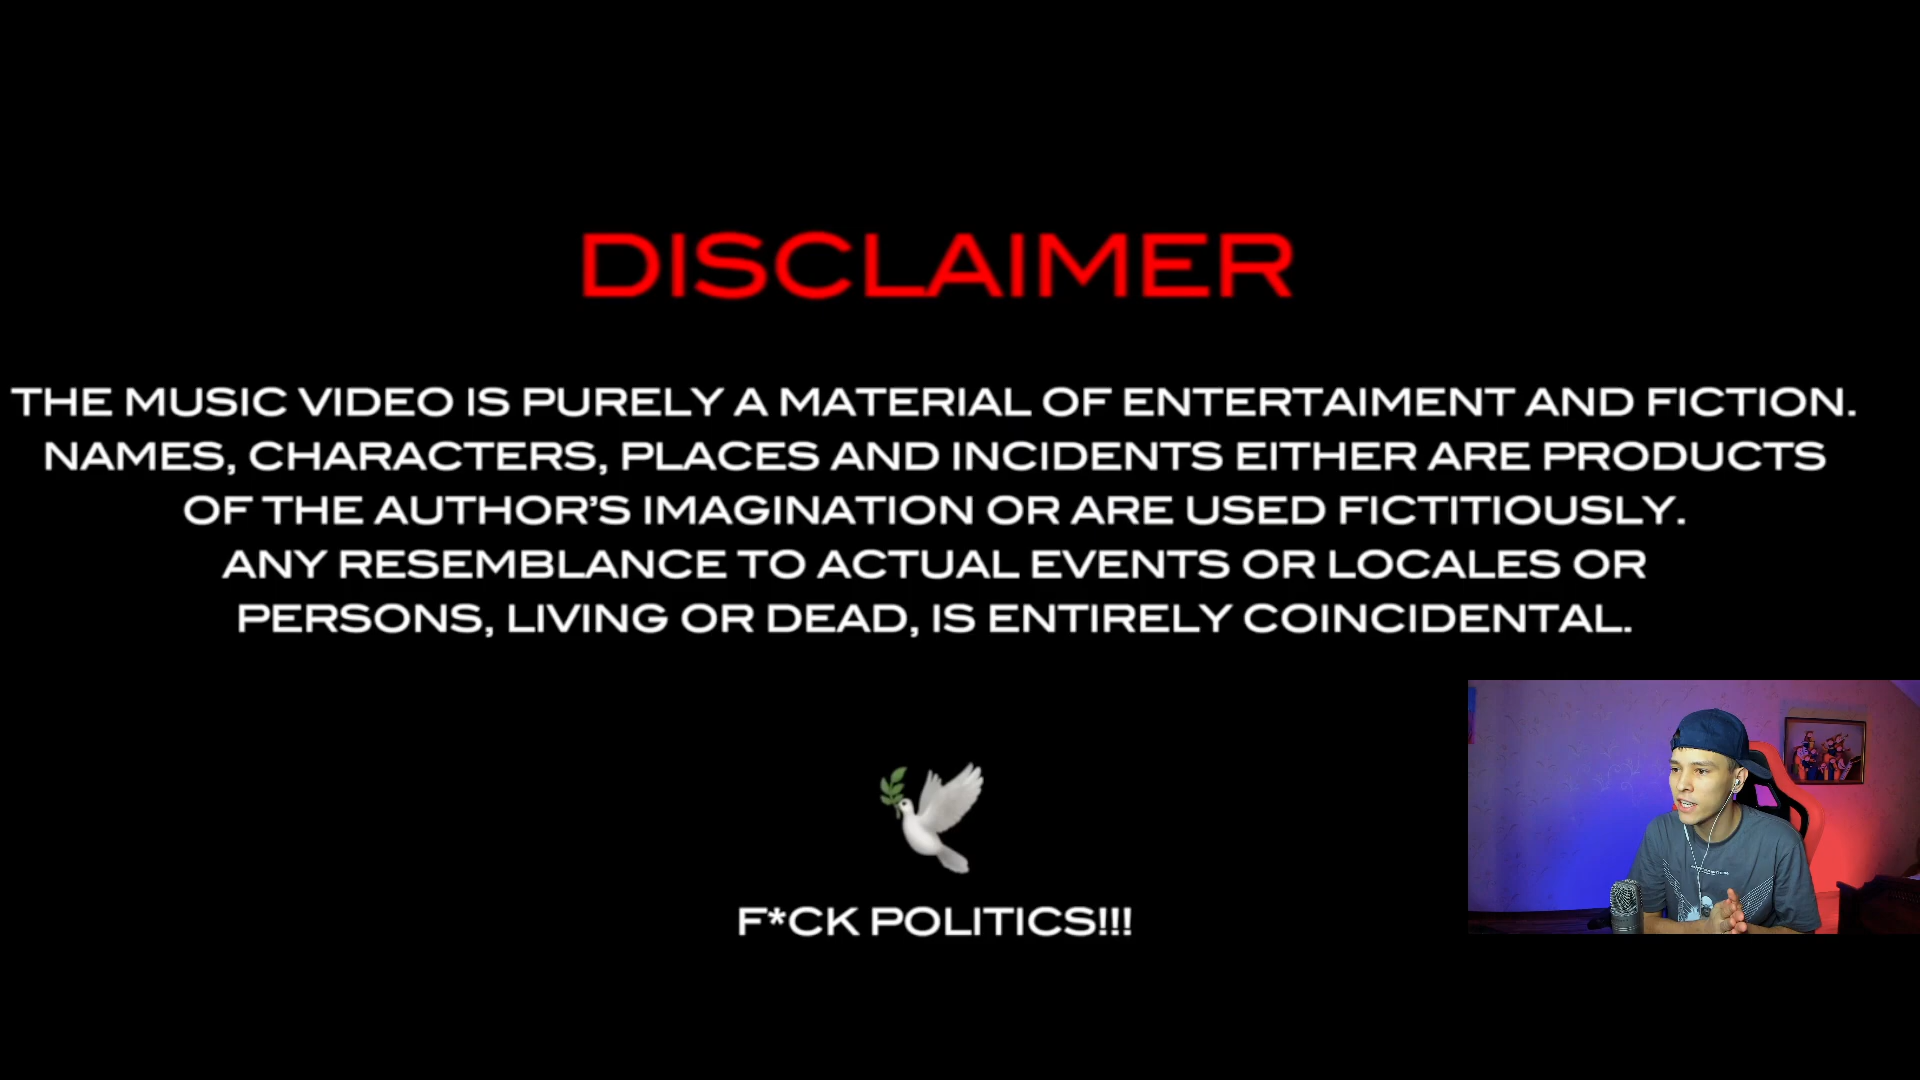 DISCLAIMER
THE MUSIC VIDEO IS PURELY A MATERIAL OF ENTERTAIMENT AND FICTION.
NAMES, CHARACTERS, PLACES AND INCIDENTS EITHER ARE PRODUCTS
OF THE AUTHOR’S IMAGINATION OR ARE USED FICTITIOUSLY.
ANY RESEMBLANCE TO ACTUAL EVENTS OR LOCALES OR
PERSONS, LIVING OR DEAD, IS ENTIRELY COINCIDENTAL.
F*CK POLITICS!!!